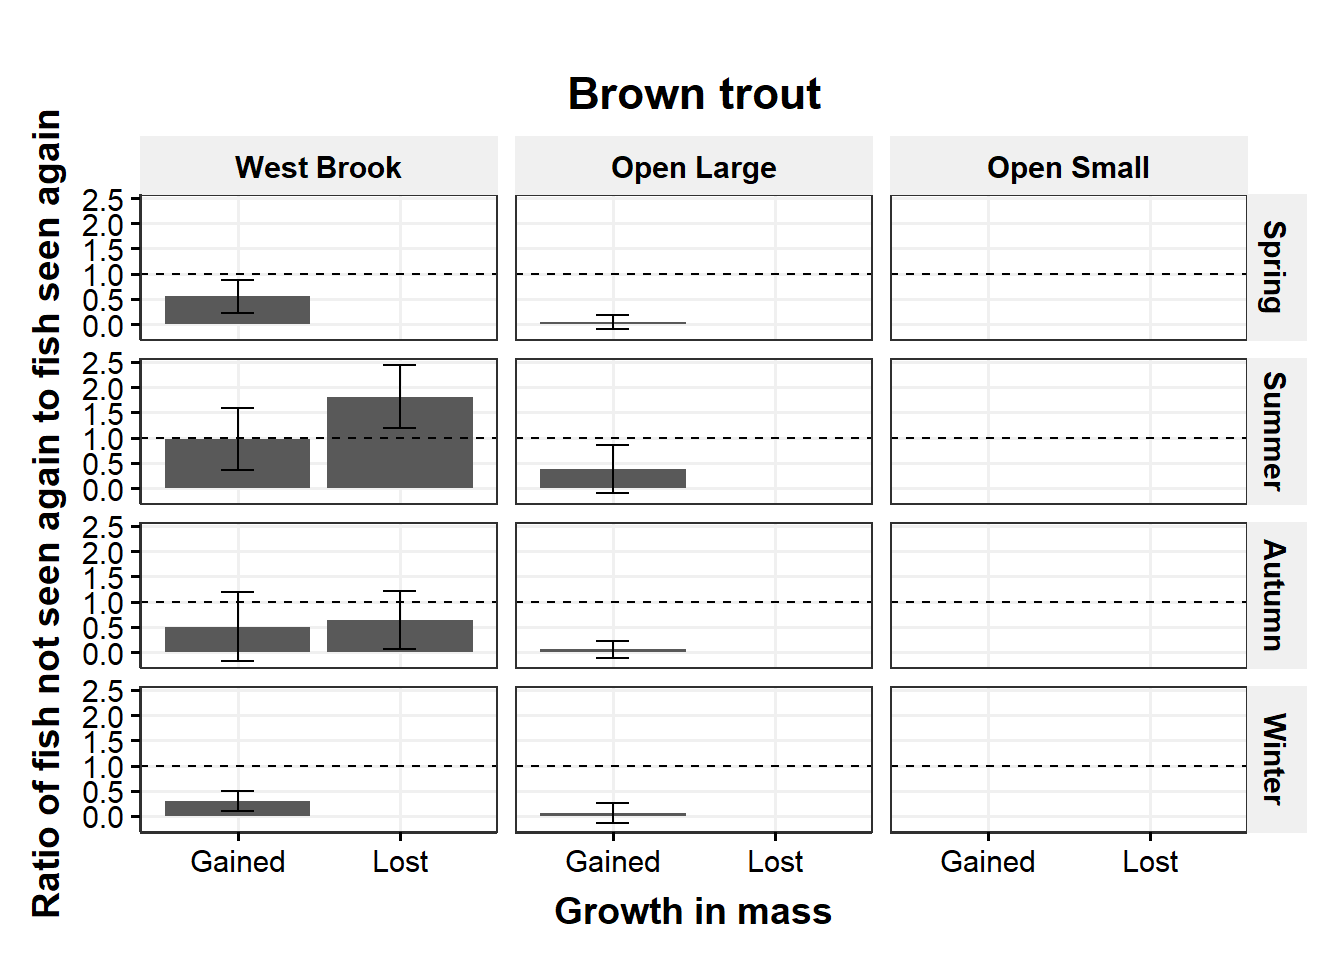 Brown trout
West Brook
Open Large
Open Small
Ratio of fish not seen again to fish seen again
2.5
2.0
1.5
1.0
0.5
0.0
Spring
2.5
2.0
1.5
1.0
0.5
0.0
Summer
2.5
2.0
1.5
1.0
0.5
0.0
Autumn
2.5
2.0
1.5
1.0
0.5
0.0
Winter
Gained
Lost
Gained
Lost
Gained
Lost
Growth in mass